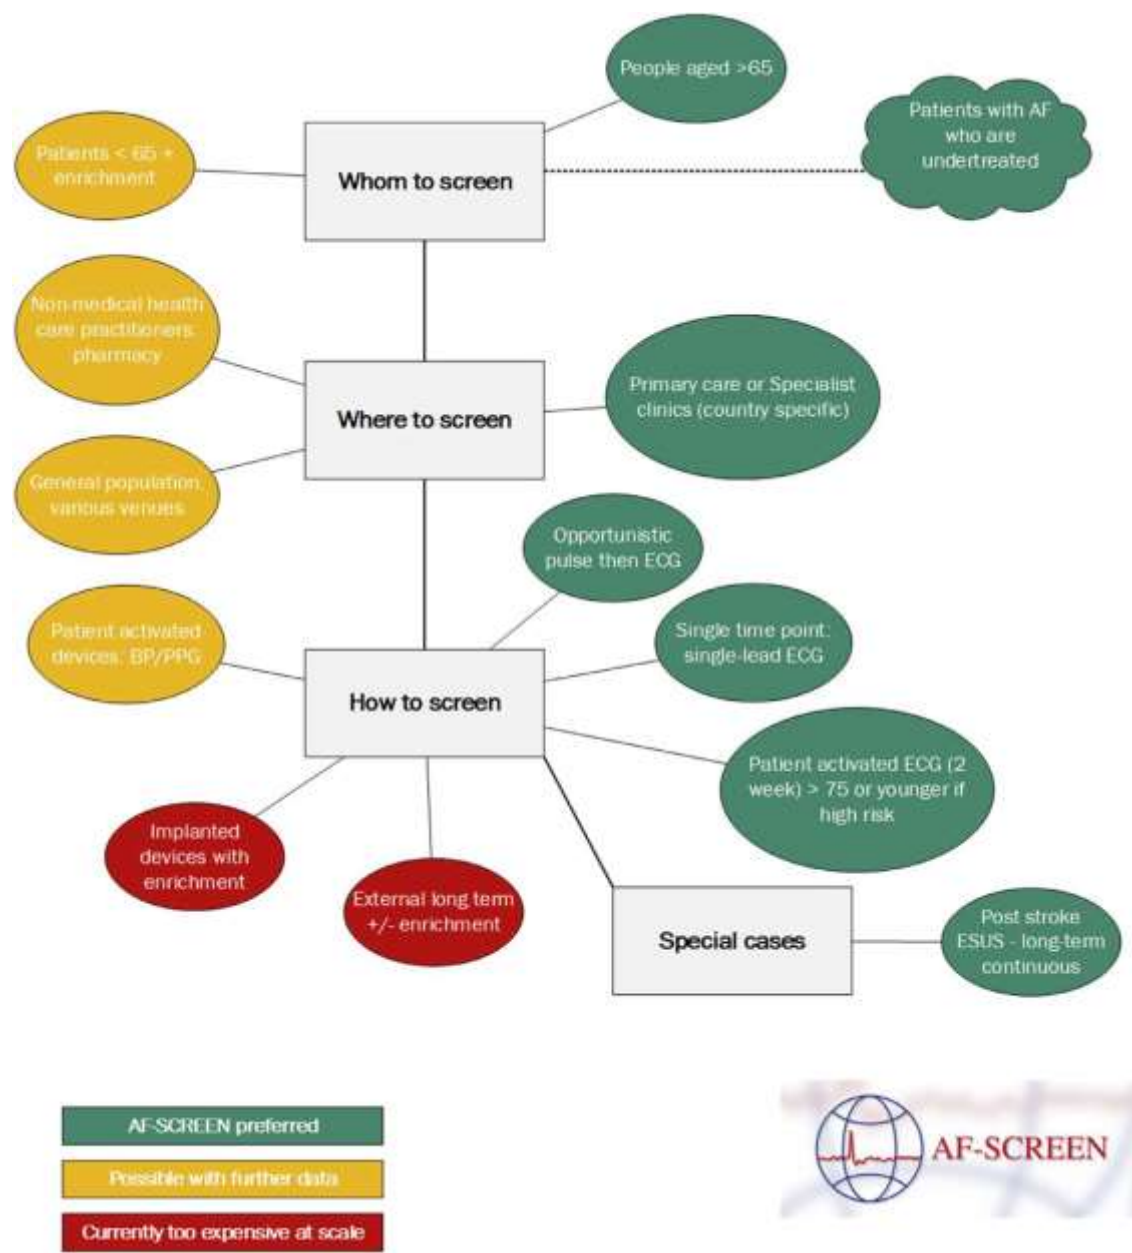 People aged >65
Patients with AF
who are
undertreated
Patients < 65 +
enrichment
Whom to screen
Non-medical health
care practitioners:
pharmacy
Primary care or Specialist
clinics (country specific)
Where to screen
General population,
various venues
Opportunistic
pulse then ECG
Patient activated
devices: BP/PPG
Single time point:
single-lead ECG
How to screen
Patient activated ECG (2
week) > 75 or younger if
high risk
Implanted
devices with
enrichment
External long term
+/- enrichment
Special cases
Post stroke
ESUS - long-term
continuous
AF-SCREEN preferred
Possible with further data
Currently too expensive at scale
AF-SCREEN